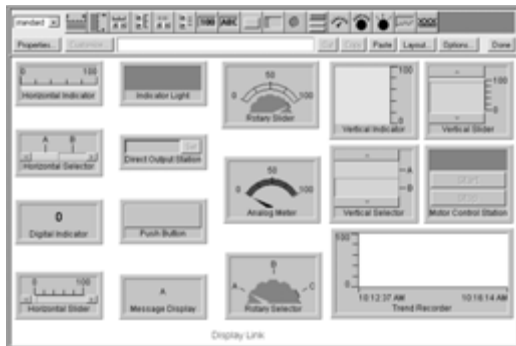 standard
100 ABC XXX
Properties... Customize... Cut Copy Paste Layout... Options... Done
0 100
Horizontal Indicator
Indicator Light
0 50 100
Rotary Slider
100
0
Vertical Indicator
100
0
Vertical Slider
A B
Horizontal Selector
Set
Direct Output Station
0 50 100
Analog Meter
A
B
Vertical Selector
Start
Stop
Motor Control Station
0
Digital Indicator
Push Button
0 100
Horizontal Slider
A
Message Display
A B C
Rotary Selector
100
0
10:12:37 AM 10:16:14 AM
Trend Recorder
Display Link